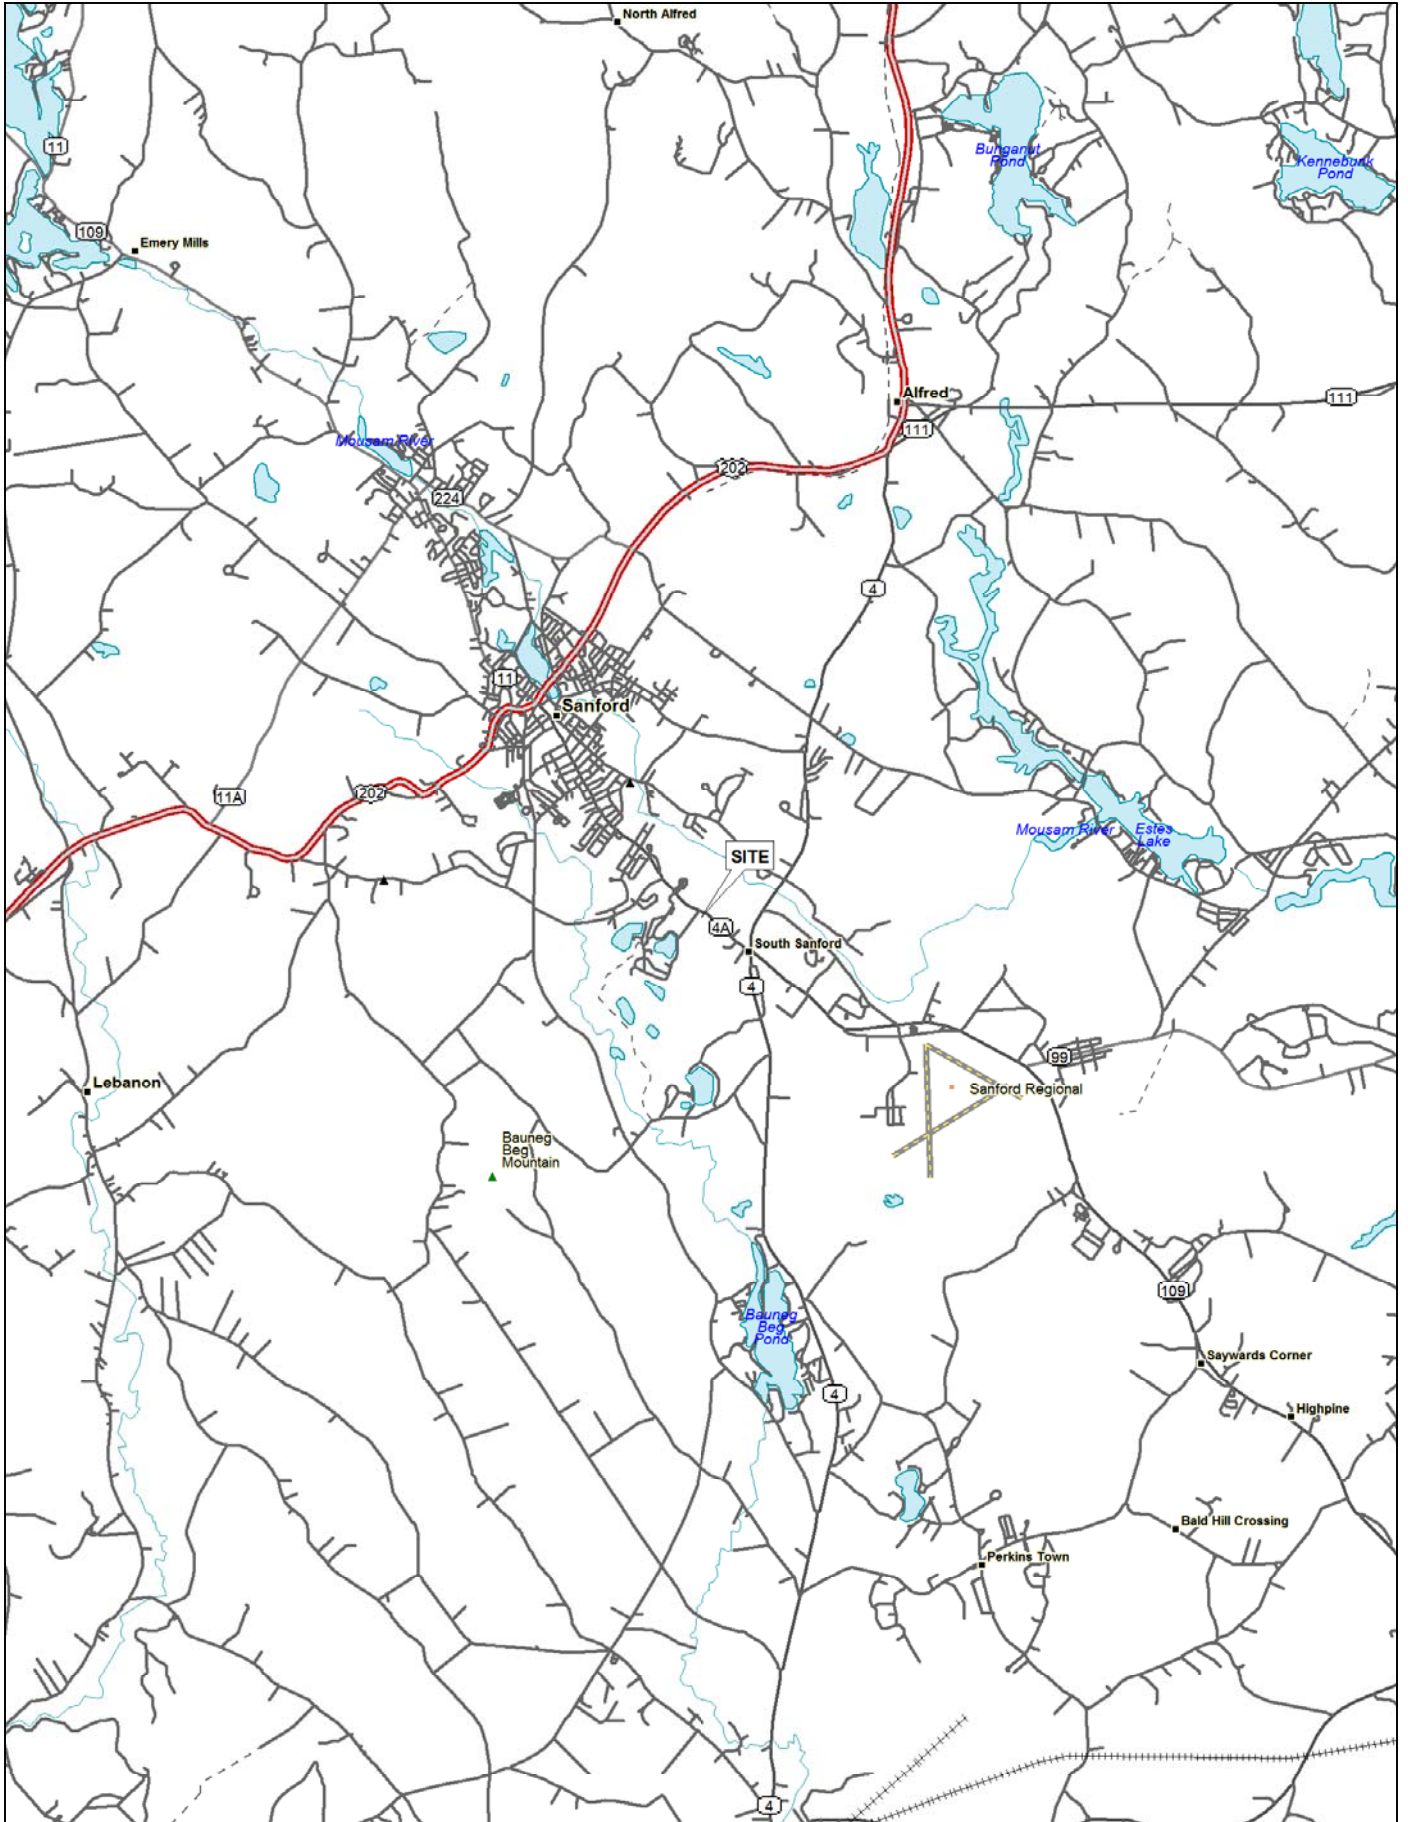 North Alfred
11
Bunganut
Pond
Kennebunk
Pond
109
Emery Mills
Alfred
111
111
Mousam River
202
224
4
11
Sanford
11A
202
Mousam River
Estes
Lake
SITE
4A
South Sanford
4
99
Sanford Regional
Lebanon
Bauneg
Beg
Mountain
109
Bauneg
Beg
Pond
Saywards Corner
4
Highpine
Bald Hill Crossing
Perkins Town
4